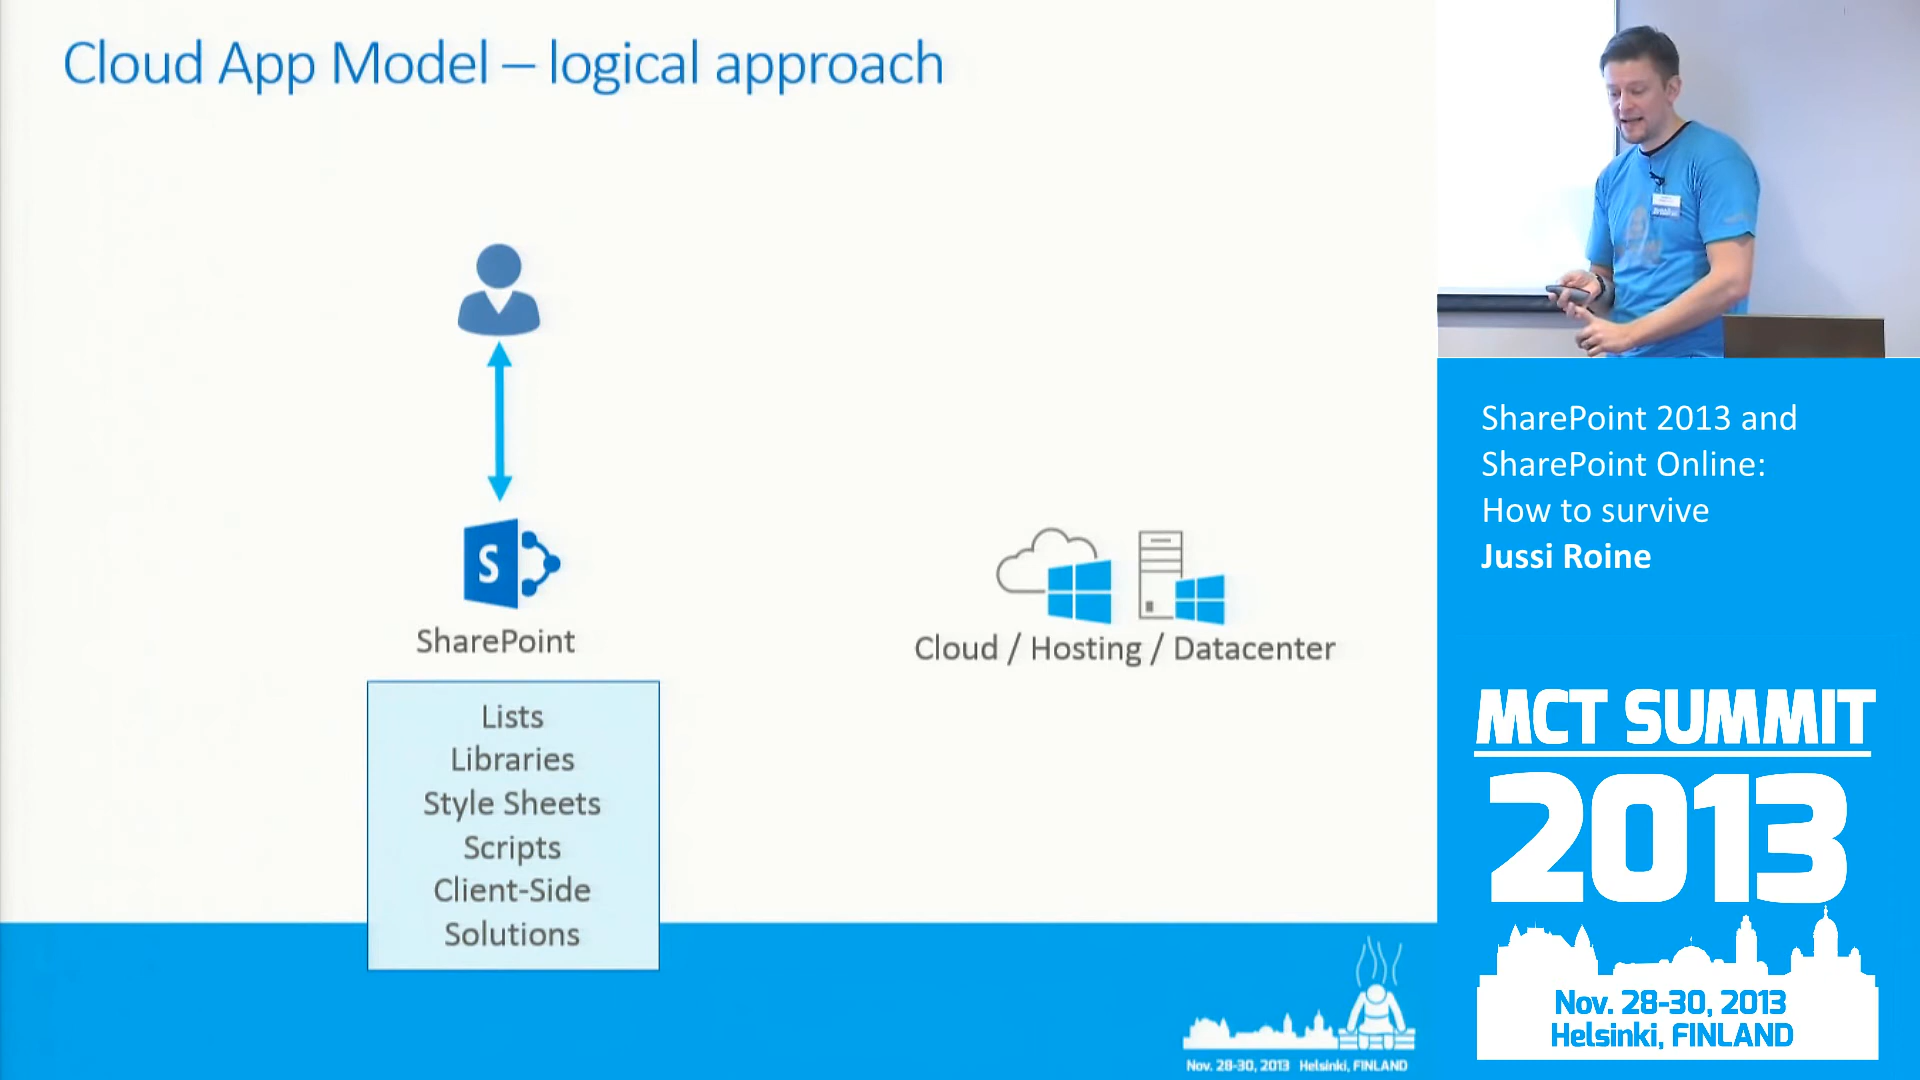 Cloud App Model – logical approach
S
SharePoint
Lists
Libraries
Style Sheets
Scripts
Client-Side
Solutions
Cloud / Hosting / Datacenter
Nov. 28-30, 2013 Helsinki, FINLAND
SharePoint 2013 and
SharePoint Online:
How to survive
Jussi Roine
MCT SUMMIT
2013
Nov. 28-30, 2013
Helsinki, FINLAND